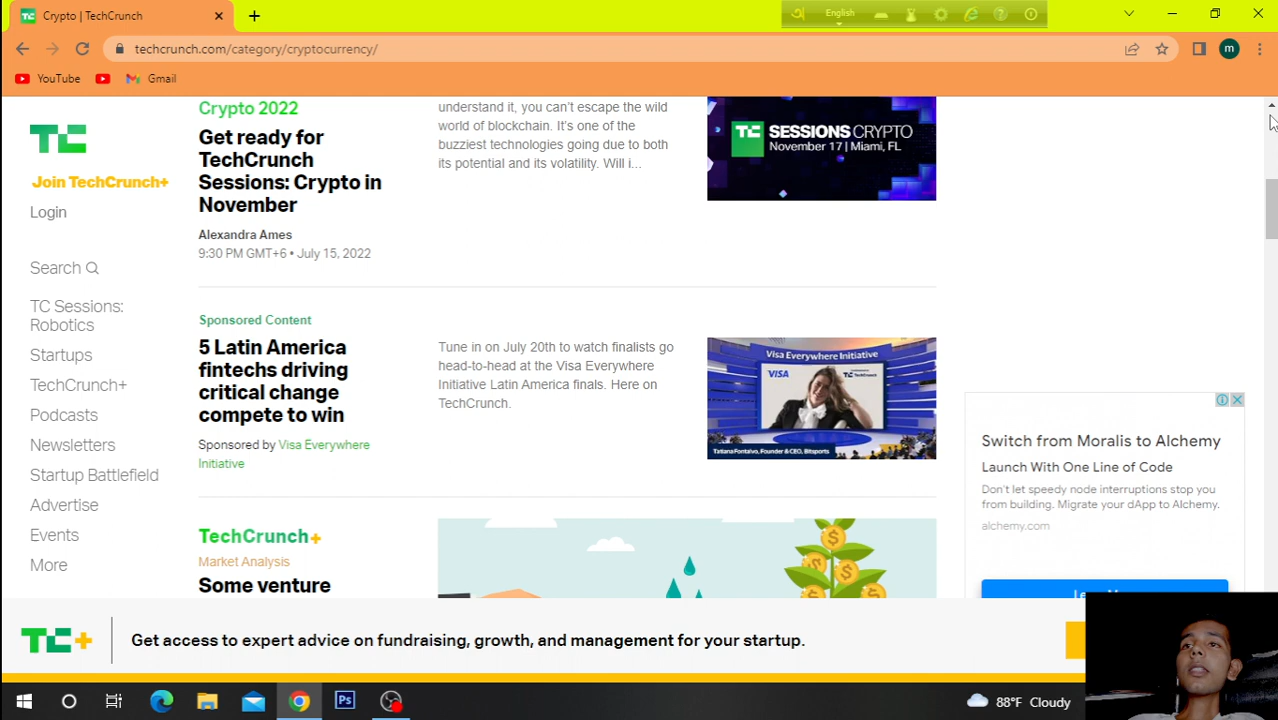 Crypto | TechCrunch
English
techcrunch.com/category/cryptocurrency/
m
YouTube
Gmail
TC
Join TechCrunch+
Login
Search
TC Sessions:
Robotics
Startups
TechCrunch+
Podcasts
Newsletters
Startup Battlefield
Advertise
Events
More
Crypto 2022
Get ready for
TechCrunch
Sessions: Crypto in
November
Alexandra Ames
9:30 PM GMT+6 • July 15, 2022
understand it, you can’t escape the wild
world of blockchain. It’s one of the
buzziest technologies going due to both
its potential and its volatility. Will i...
TC SESSIONS CRYPTO
November 17 | Miami, FL
Sponsored Content
5 Latin America
fintechs driving
critical change
compete to win
Sponsored by Visa Everywhere
Initiative
Tune in on July 20th to watch finalists go
head-to-head at the Visa Everywhere
Initiative Latin America finals. Here on
TechCrunch.
Visa Everywhere Initiative
VISA
TC TechCrunch
Tatiana Fontalvo, Founder & CEO, Bitsports
TechCrunch+
Market Analysis
Some venture
Switch from Moralis to Alchemy
Launch With One Line of Code
Don’t let speedy node interruptions stop you
from building. Migrate your dApp to Alchemy.
alchemy.com
TC+
Get access to expert advice on fundraising, growth, and management for your startup.
Ps
88°F Cloudy